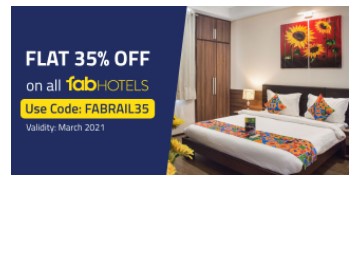 FLAT 35% OFF
on all fabHOTELS
Use Code: FABRAIL35
Validity: March 2021